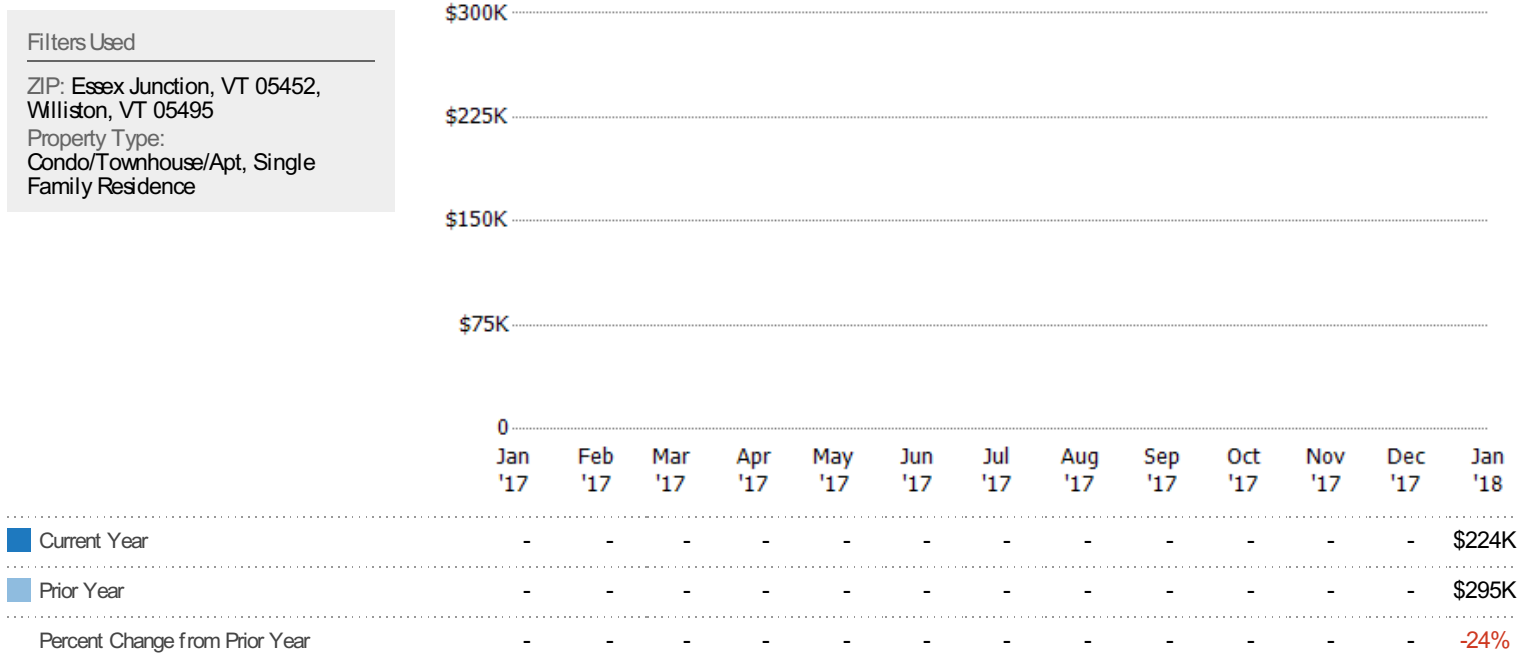 Filters Used
ZIP: Essex Junction, VT 05452,
Williston, VT 05495
Property Type:
Condo/Townhouse/Apt, Single
Family Residence
$300K
$225K
$150K
$75K
0
Jan '17 Feb '17 Mar '17 Apr '17 May '17 Jun '17 Jul '17 Aug '17 Sep '17 Oct '17 Nov '17 Dec '17 Jan '18
Current Year - - - - - - - - - - - - $224K
Prior Year - - - - - - - - - - - - $295K
Percent Change from Prior Year - - - - - - - - - - - - -24%